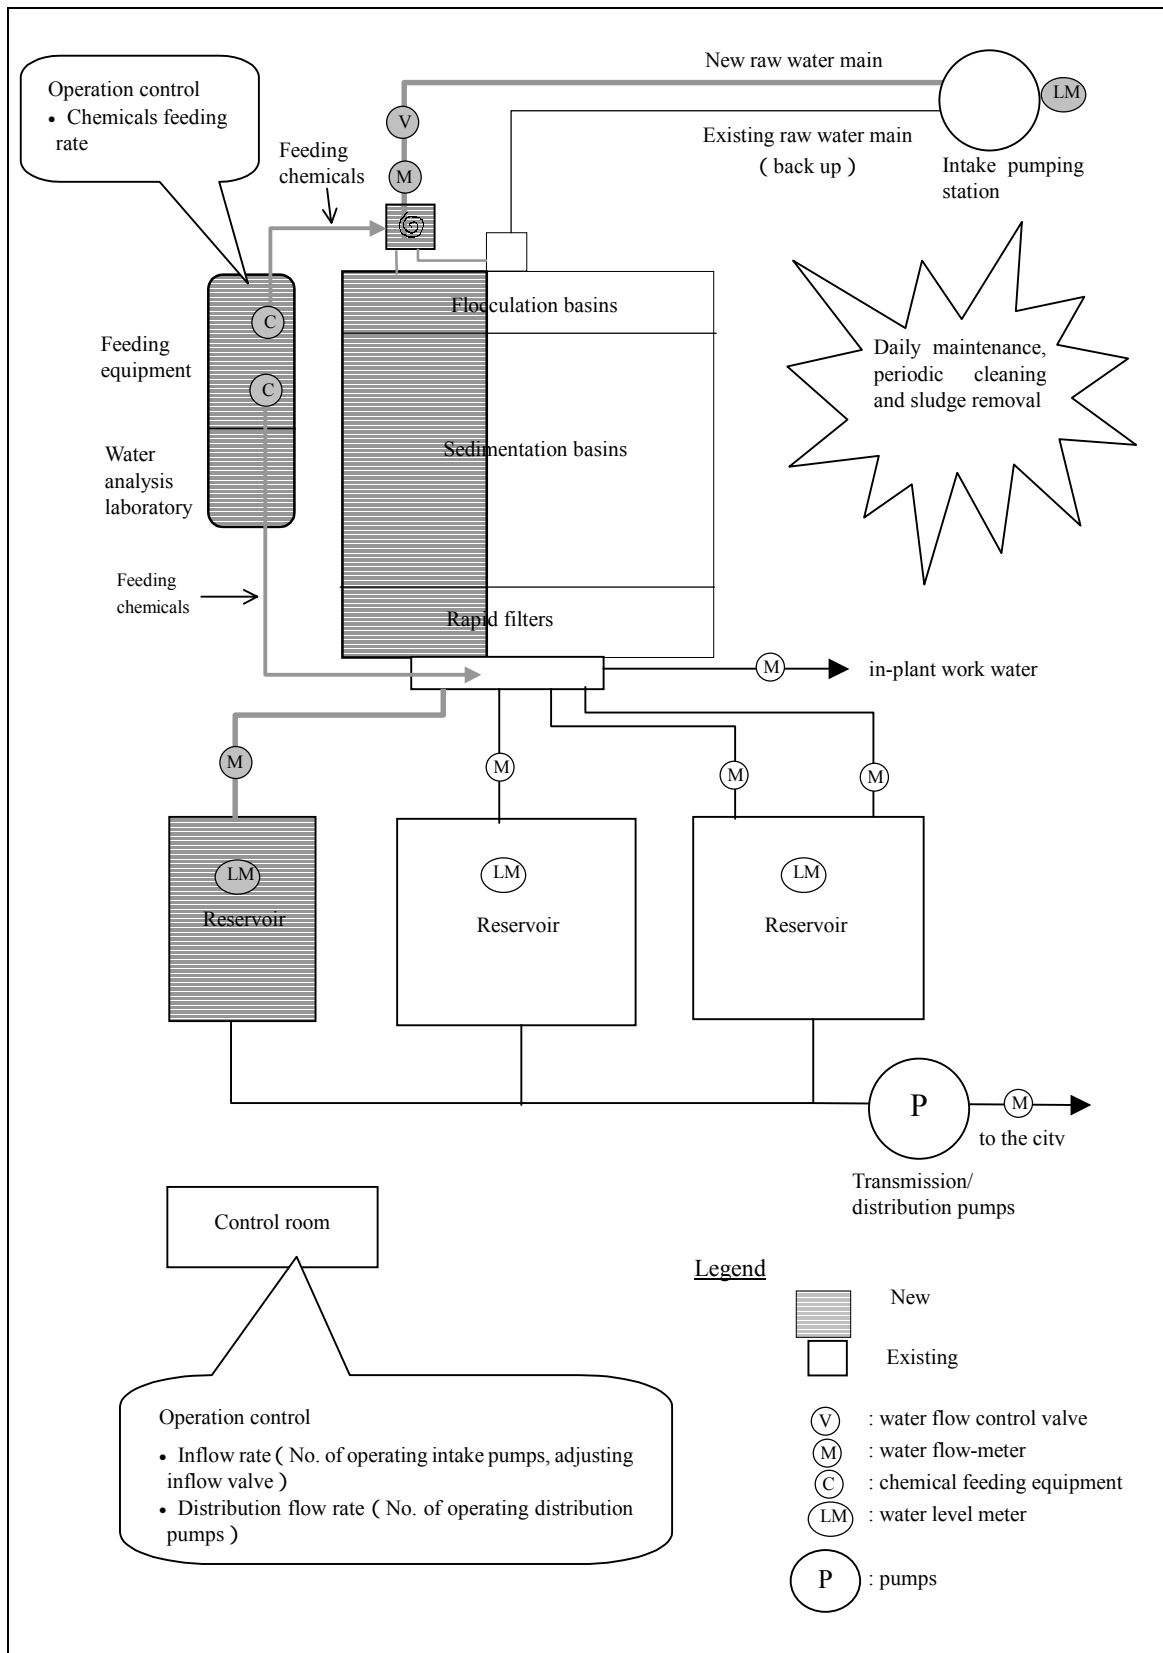 Operation control
• Chemicals feeding
rate
New raw water main
LM
V
Existing raw water main
( back up )
Intake pumping
station
Feeding
chemicals
M
Flocculation basins
C
Feeding
equipment
C
Daily maintenance,
periodic cleaning
and sludge removal
Sedimentation basins
Water
analysis
laboratory
Feeding
chemicals
Rapid filters
M
in-plant work water
M
M
M
M
LM
Reservoir
LM
Reservoir
LM
Reservoir
P
M
to the city
Transmission/
distribution pumps
Control room
Operation control
• Inflow rate ( No. of operating intake pumps, adjusting
inflow valve )
• Distribution flow rate ( No. of operating distribution
pumps )
Legend
New
Existing
V : water flow control valve
M : water flow-meter
C : chemical feeding equipment
LM : water level meter
P : pumps